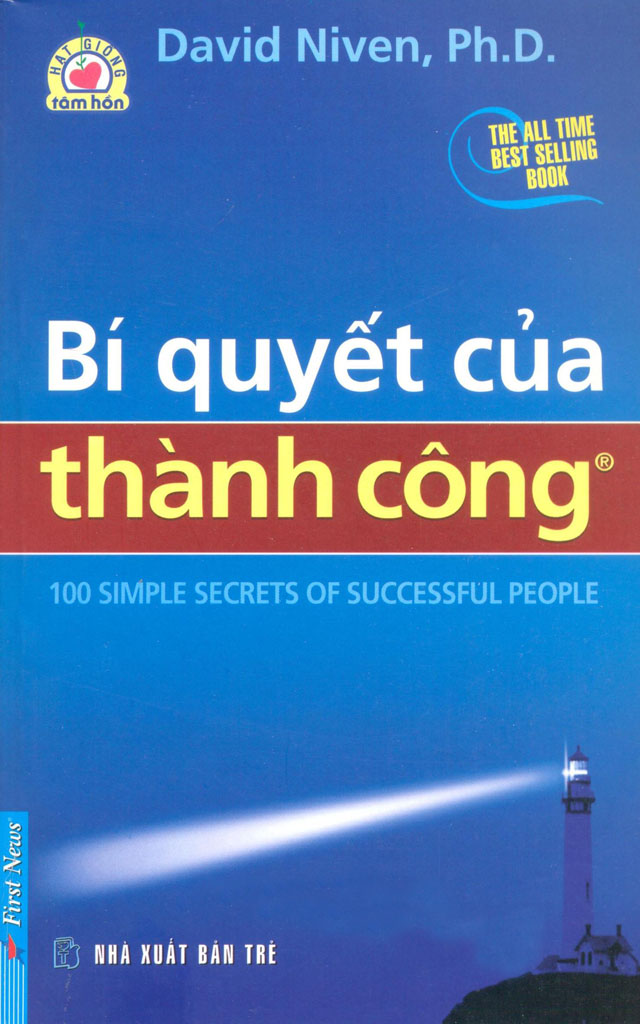 David Niven, Ph.D.
HẠT GIỐNG
tâm hồn
THE ALL TIME
BEST SELLING
BOOK
Bí quyết của
thành công®
100 SIMPLE SECRETS OF SUCCESSFUL PEOPLE
First News®
NHÀ XUẤT BẢN TRẺ